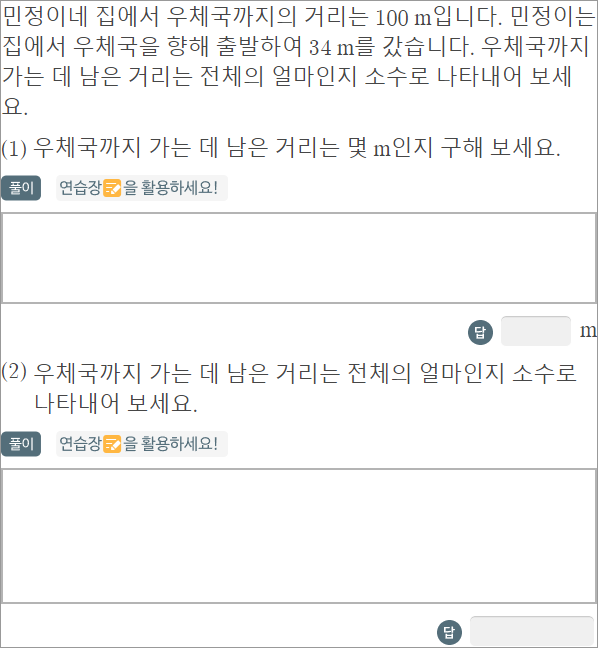 민정이네 집에서 우체국까지의 거리는 100 m입니다. 민정이는
집에서 우체국을 향해 출발하여 34 m를 갔습니다. 우체국까지
가는 데 남은 거리는 전체의 얼마인지 소수로 나타내어 보세
요.
(1) 우체국까지 가는 데 남은 거리는 몇 m인지 구해 보세요.
풀이 연습장을 활용하세요!
답 m
(2) 우체국까지 가는 데 남은 거리는 전체의 얼마인지 소수로
나타내어 보세요.
풀이 연습장을 활용하세요!
답